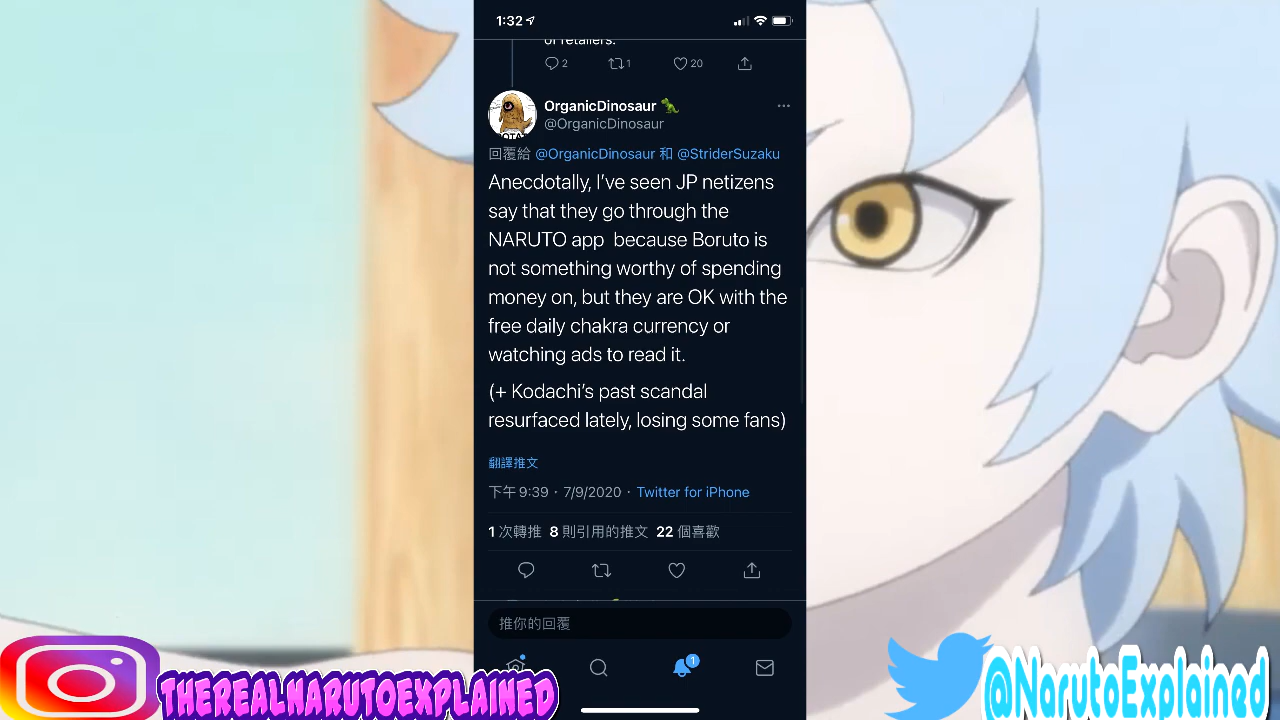 1:32
of retailers.
2 1 20
OrganicDinosaur 🦖
@OrganicDinosaur
回覆給 @OrganicDinosaur 和 @StriderSuzaku
Anecdotally, I've seen JP netizens
say that they go through the
NARUTO app because Boruto is
not something worthy of spending
money on, but they are OK with the
free daily chakra currency or
watching ads to read it.
(+ Kodachi's past scandal
resurfaced lately, losing some fans)
翻譯推文
下午 9:39 · 7/9/2020 · Twitter for iPhone
1 次轉推 8 則引用的推文 22 個喜歡
推你的回覆
1
THEREALNARUTOEXPLAINED
@NarutoExplained